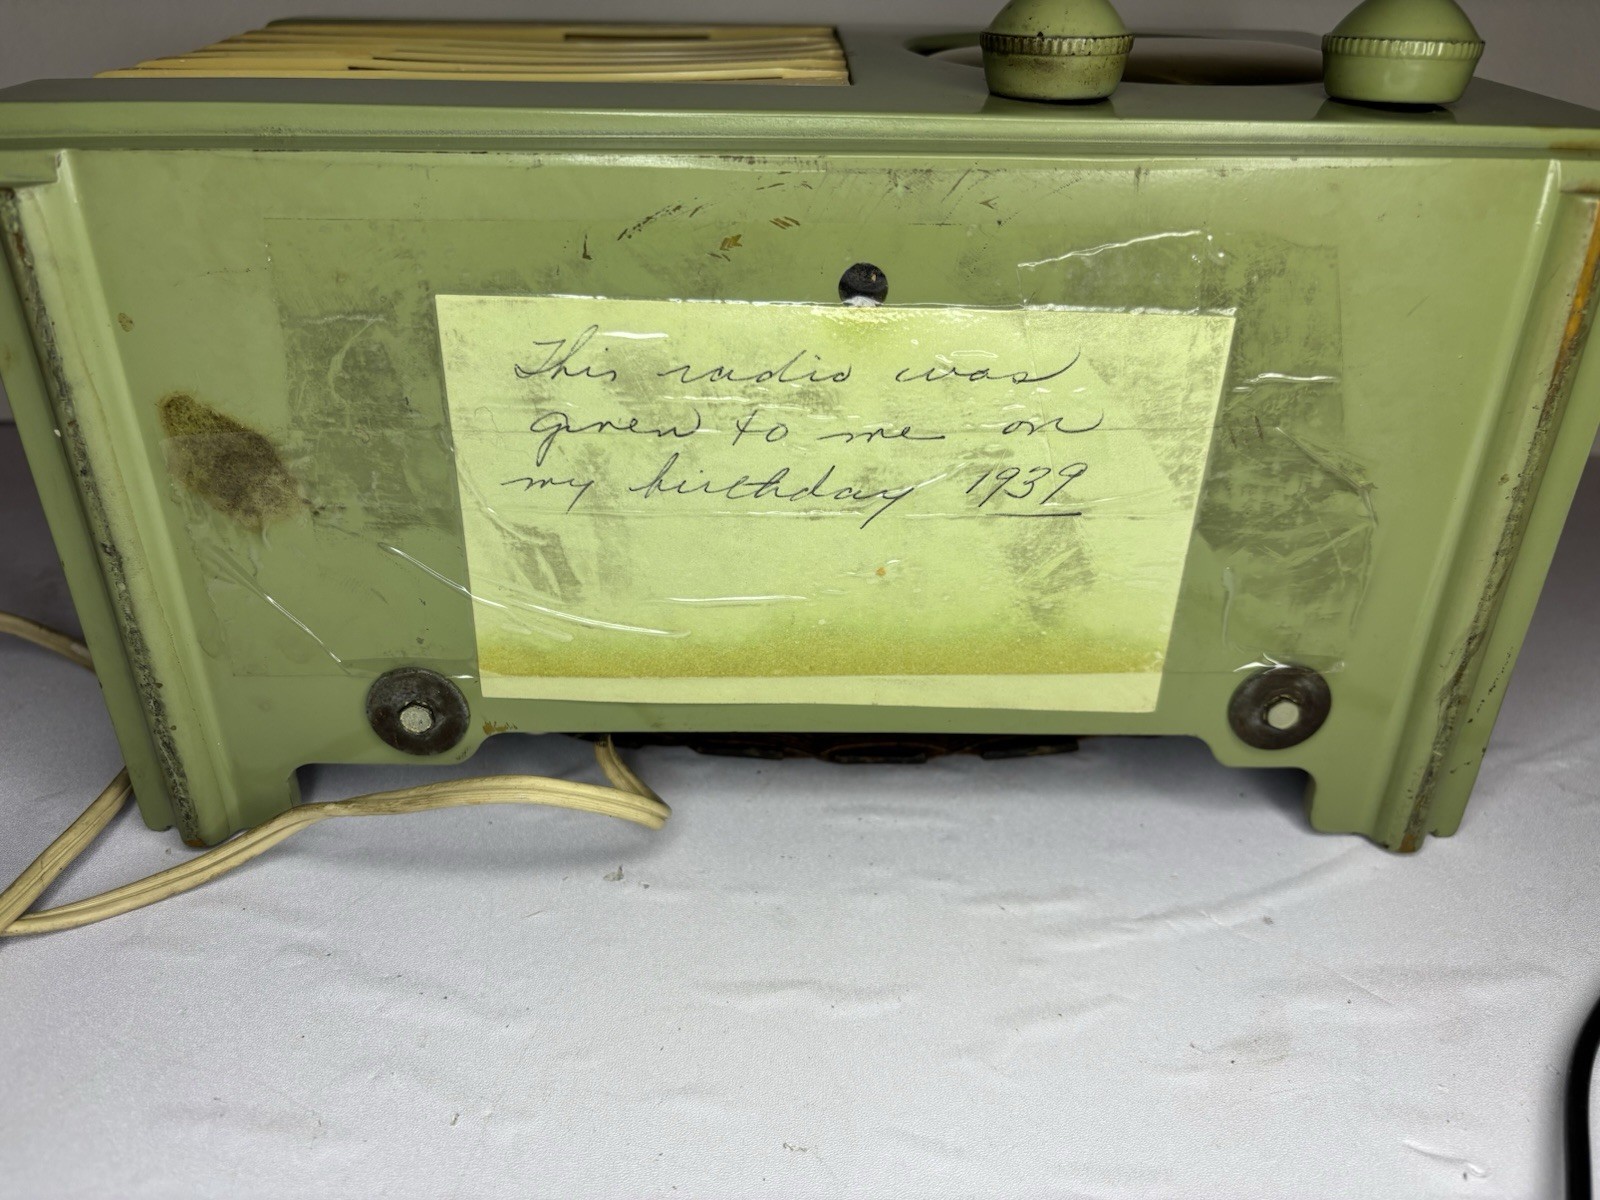 This radio was
given to me on
my birthday 1939